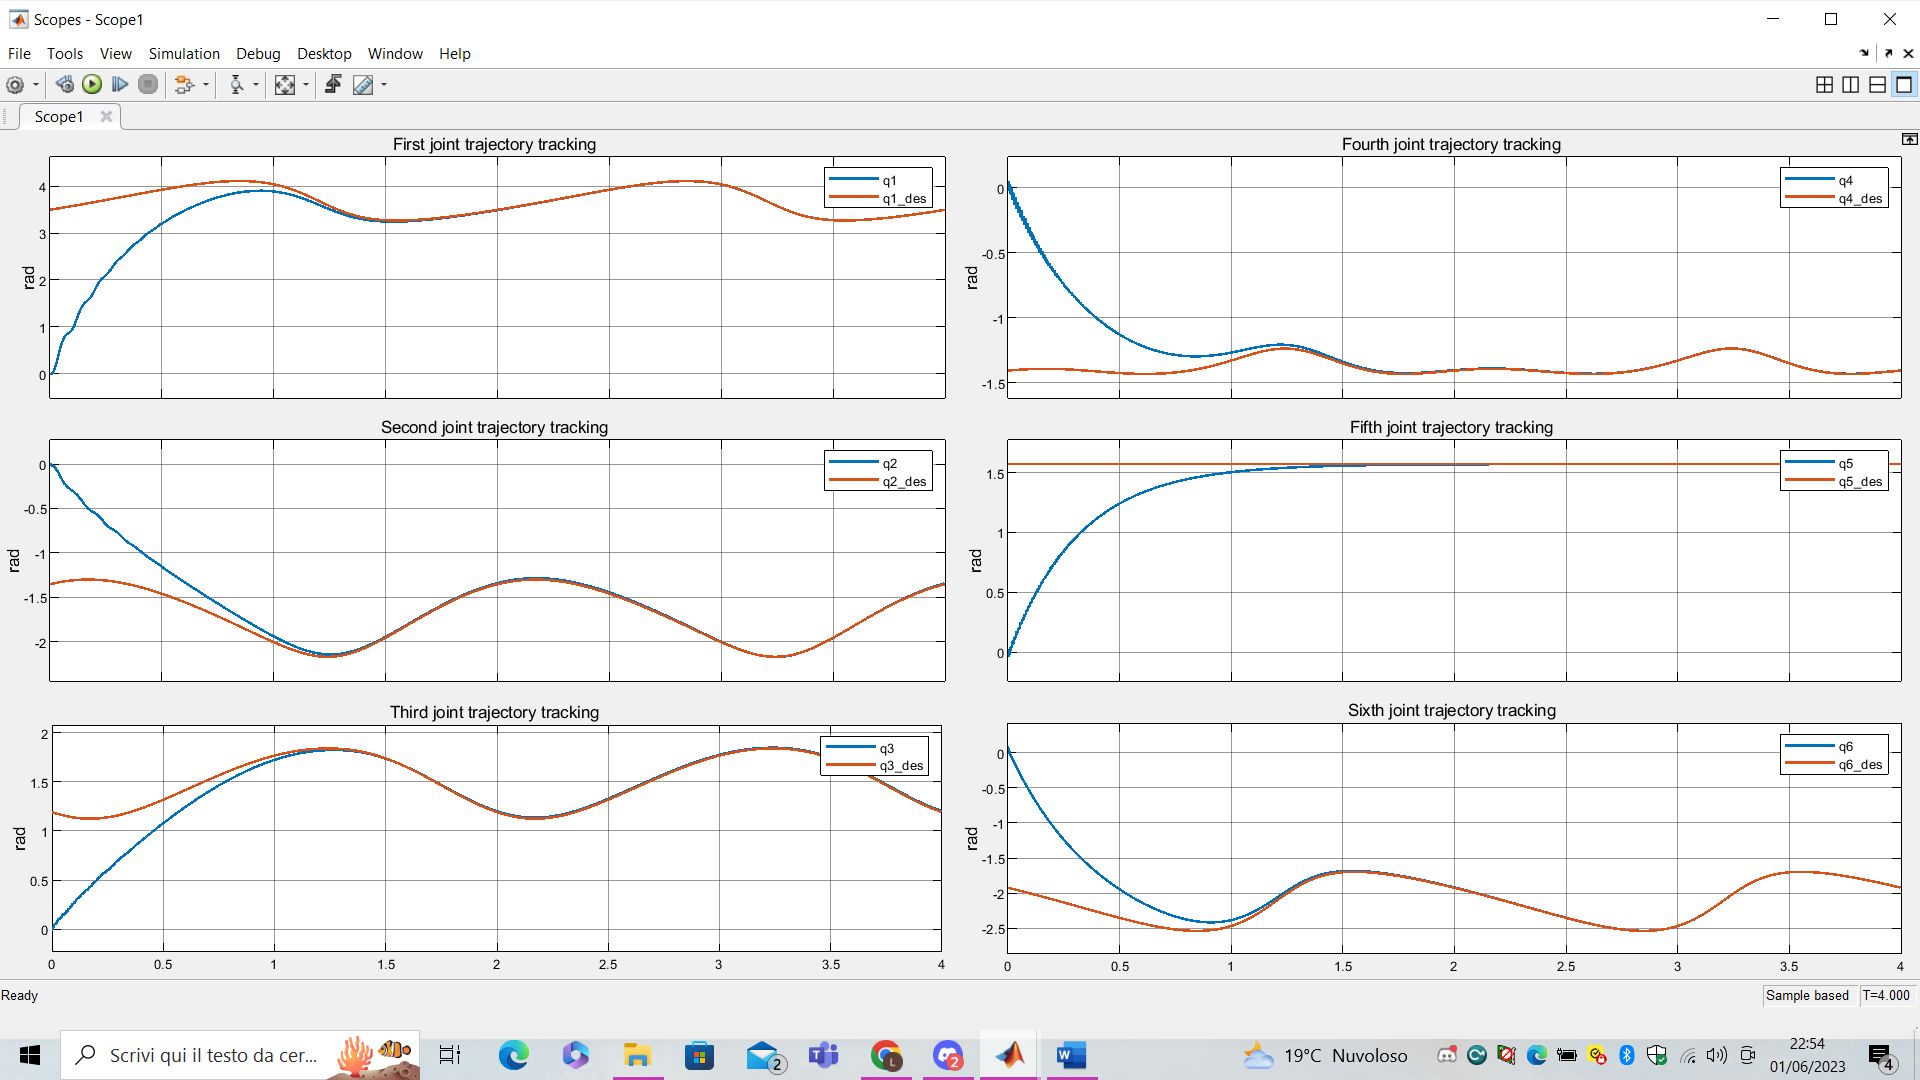 Scopes - Scope1
File Tools View Simulation Debug Desktop Window Help
Scope1
First joint trajectory tracking
q1
q1_des
rad
4
3
2
1
0
Second joint trajectory tracking
q2
q2_des
rad
0
-0.5
-1
-1.5
-2
Third joint trajectory tracking
q3
q3_des
rad
2
1.5
1
0.5
0
0 0.5 1 1.5 2 2.5 3 3.5 4
Fourth joint trajectory tracking
q4
q4_des
rad
0
-0.5
-1
-1.5
Fifth joint trajectory tracking
q5
q5_des
rad
1.5
1
0.5
0
Sixth joint trajectory tracking
q6
q6_des
rad
0
-0.5
-1
-1.5
-2
-2.5
0 0.5 1 1.5 2 2.5 3 3.5 4
Ready
Sample based T=4.000
Scrivi qui il testo da cer...
2
2
19°C Nuvoloso
22:54
01/06/2023
4